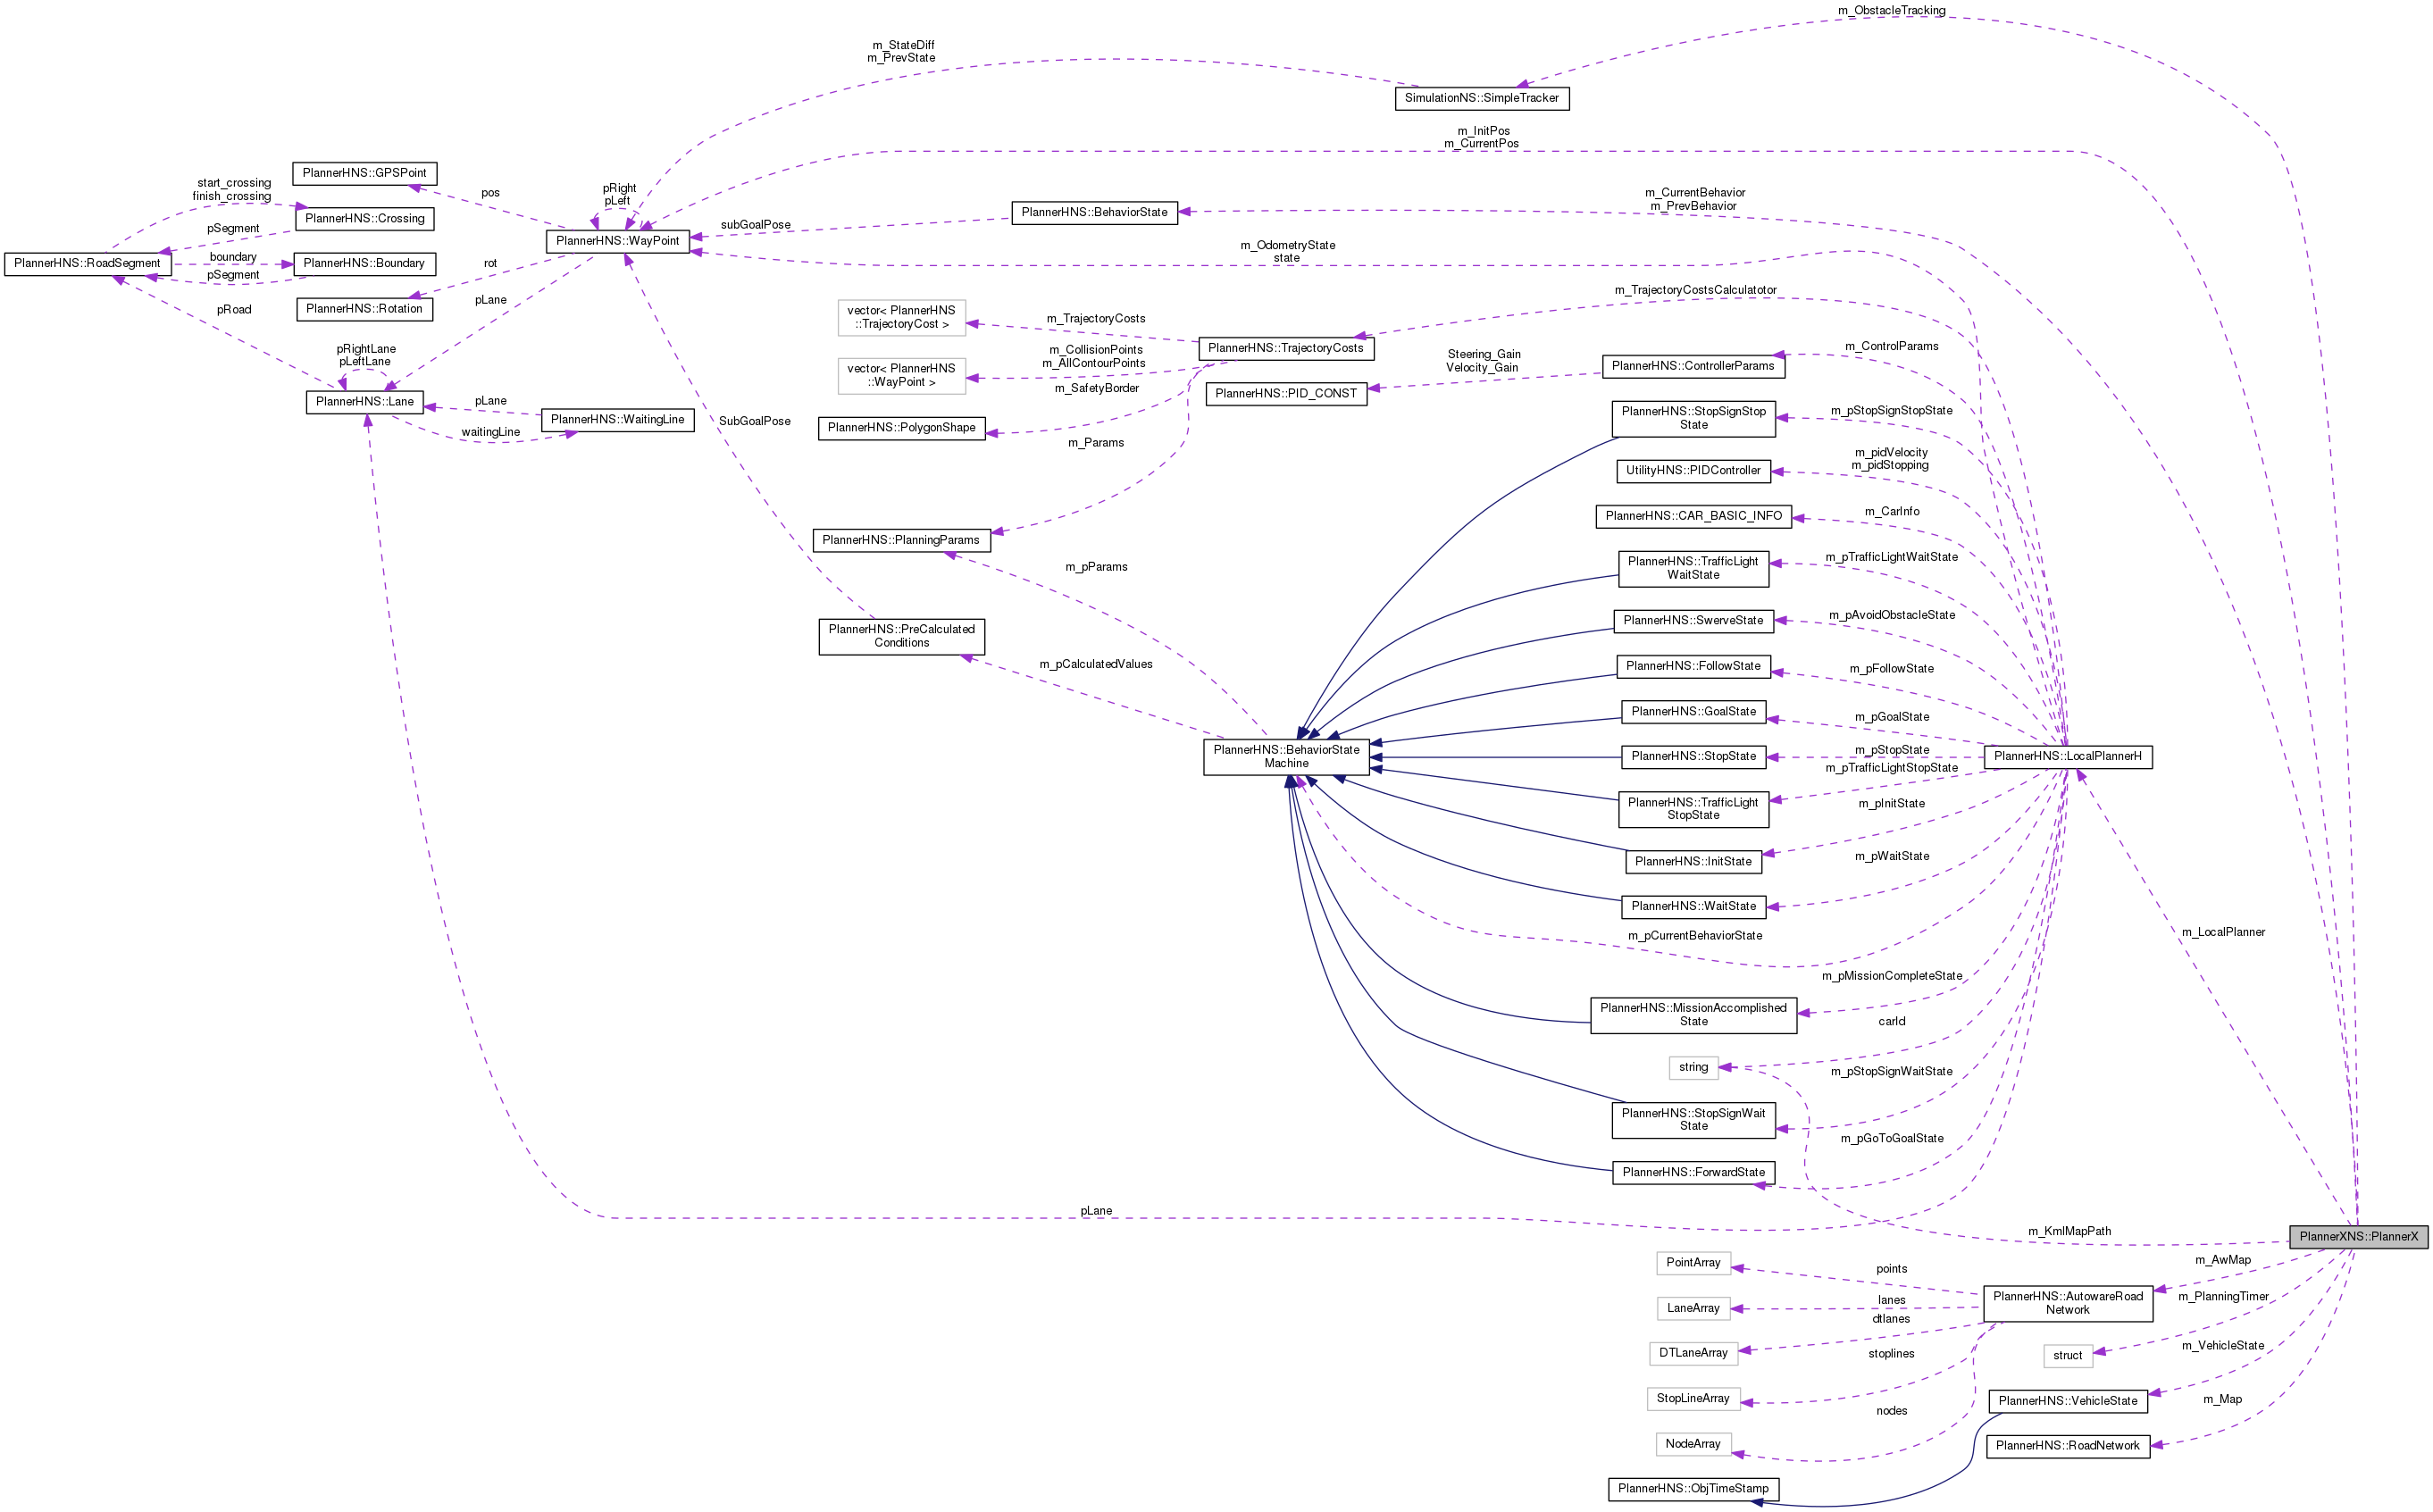 m_ObstacleTracking
m_StateDiff
m_PrevState
SimulationNS::SimpleTracker
m_InitPos
m_CurrentPos
PlannerHNS::GPSPoint
start_crossing
finish_crossing
pos
pRight
pLeft
m_CurrentBehavior
m_PrevBehavior
PlannerHNS::Crossing
PlannerHNS::BehaviorState
subGoalPose
pSegment
PlannerHNS::WayPoint
m_OdometryState
state
PlannerHNS::RoadSegment
boundary
PlannerHNS::Boundary
pSegment
rot
pLane
PlannerHNS::Rotation
pRoad
vector< PlannerHNS
::TrajectoryCost >
m_TrajectoryCosts
m_TrajectoryCostsCalculatotor
pRightLane
pLeftLane
PlannerHNS::TrajectoryCosts
m_ControlParams
vector< PlannerHNS
::WayPoint >
m_CollisionPoints
m_AllContourPoints
Steering_Gain
Velocity_Gain
PlannerHNS::ControllerParams
m_SafetyBorder
PlannerHNS::PID_CONST
PlannerHNS::Lane
pLane
PlannerHNS::WaitingLine
waitingLine
SubGoalPose
PlannerHNS::PolygonShape
PlannerHNS::StopSignStop
State
m_pStopSignStopState
m_Params
UtilityHNS::PIDController
m_pidVelocity
m_pidStopping
PlannerHNS::CAR_BASIC_INFO
m_CarInfo
PlannerHNS::PlanningParams
m_pParams
PlannerHNS::TrafficLight
WaitState
m_pTrafficLightWaitState
PlannerHNS::SwerveState
m_pAvoidObstacleState
PlannerHNS::PreCalculated
Conditions
m_pCalculatedValues
PlannerHNS::FollowState
m_pFollowState
PlannerHNS::GoalState
m_pGoalState
PlannerHNS::BehaviorState
Machine
PlannerHNS::StopState
m_pStopState
PlannerHNS::LocalPlannerH
m_pTrafficLightStopState
PlannerHNS::TrafficLight
StopState
m_pInitState
PlannerHNS::InitState
m_pWaitState
PlannerHNS::WaitState
m_pCurrentBehaviorState
m_LocalPlanner
m_pMissionCompleteState
PlannerHNS::MissionAccomplished
State
carId
string
m_pStopSignWaitState
PlannerHNS::StopSignWait
State
m_pGoToGoalState
PlannerHNS::ForwardState
pLane
m_KmlMapPath
PlannerXNS::PlannerX
PointArray
points
m_AwMap
LaneArray
lanes
PlannerHNS::AutowareRoad
Network
m_PlanningTimer
dtlanes
DTLaneArray
stoplines
struct
m_VehicleState
StopLineArray
nodes
PlannerHNS::VehicleState
m_Map
NodeArray
PlannerHNS::RoadNetwork
PlannerHNS::ObjTimeStamp